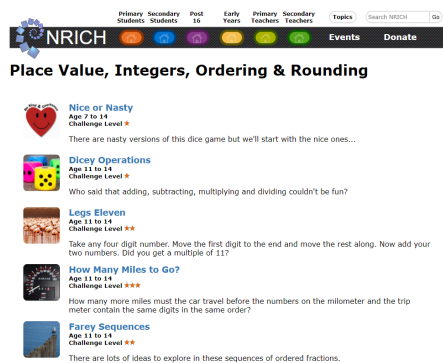 Primary Students Secondary Students Post 16 Early Years Primary Teachers Secondary Teachers Topics Search NRICH Go
NRICH Events Donate
Place Value, Integers, Ordering & Rounding
Nice or Nasty
Age 7 to 14
Challenge Level ★
There are nasty versions of this dice game but we'll start with the nice ones...
Dicey Operations
Age 11 to 14
Challenge Level ★
Who said that adding, subtracting, multiplying and dividing couldn't be fun?
Legs Eleven
Age 11 to 14
Challenge Level ★★
Take any four digit number. Move the first digit to the end and move the rest along. Now add your
two numbers. Did you get a multiple of 11?
How Many Miles to Go?
Age 11 to 14
Challenge Level ★★★
How many more miles must the car travel before the numbers on the milometer and the trip
meter contain the same digits in the same order?
Farey Sequences
Age 11 to 14
Challenge Level ★★
There are lots of ideas to explore in these sequences of ordered fractions.